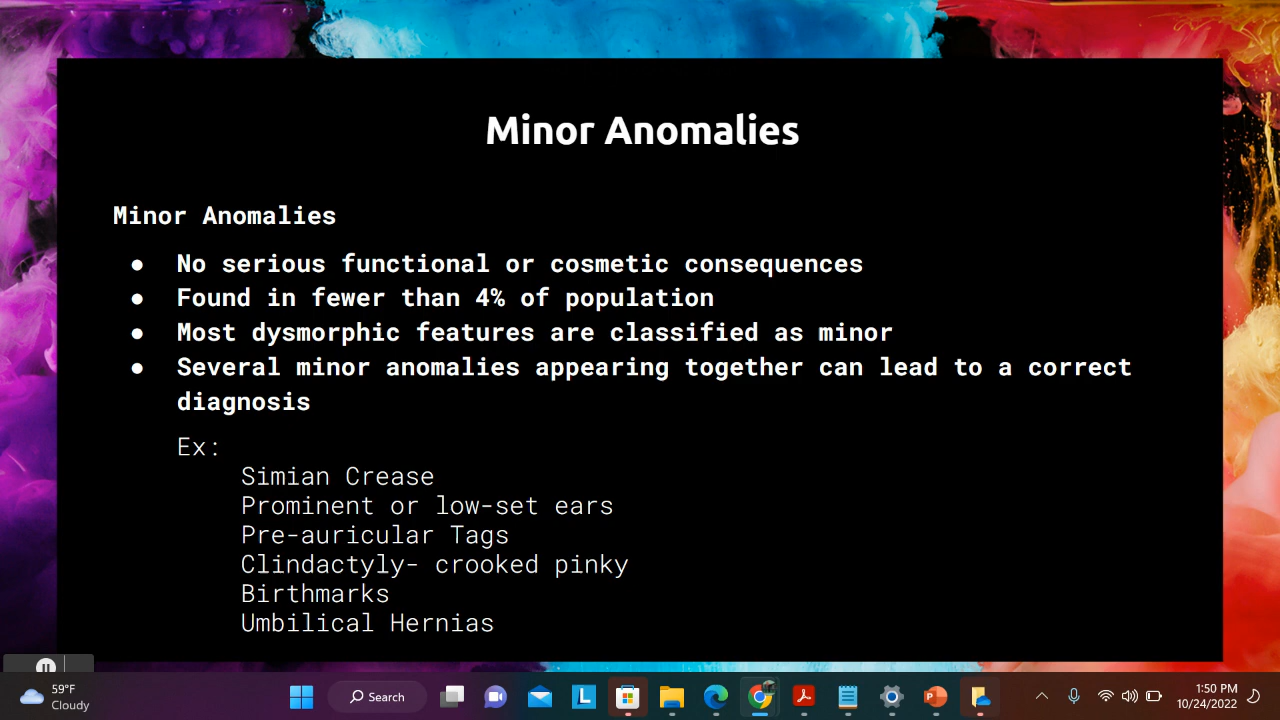 Minor Anomalies
Minor Anomalies
● No serious functional or cosmetic consequences
● Found in fewer than 4% of population
● Most dysmorphic features are classified as minor
● Several minor anomalies appearing together can lead to a correct
diagnosis
Ex:
Simian Crease
Prominent or low-set ears
Pre-auricular Tags
Clindactyly- crooked pinky
Birthmarks
Umbilical Hernias
59°F
Cloudy
Search
L
P
1:50 PM
10/24/2022